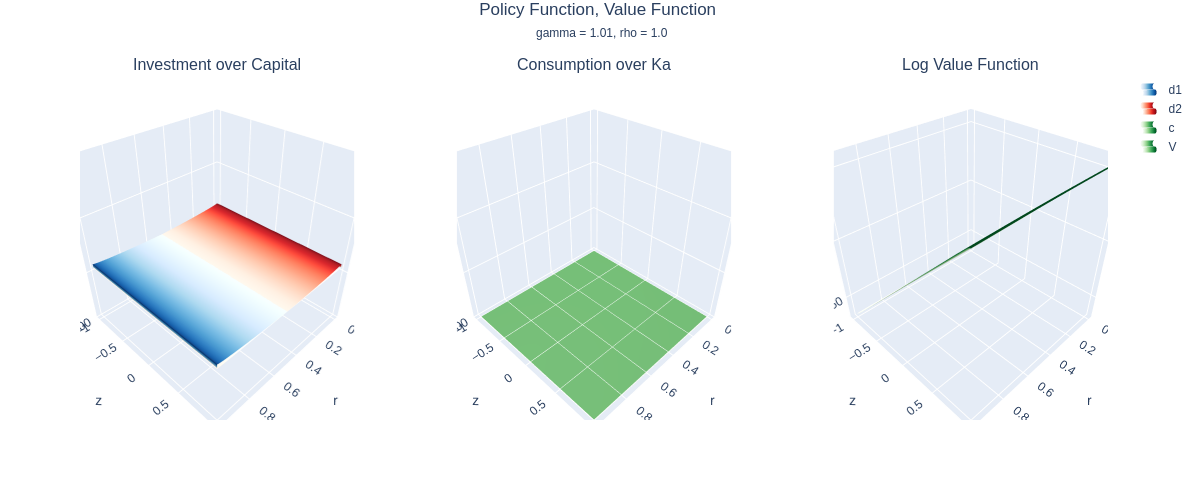 Policy Function, Value Function
gamma = 1.01, rho = 1.0
Investment over Capital
Consumption over Ka
Log Value Function
d1
d2
c
V
−0.5
0
0.5
z
0
0.2
0.4
0.6
0.8
r
−0.5
0
0.5
z
0
0.2
0.4
0.6
0.8
r
−1
−0.5
0
0.5
z
0
0.2
0.4
0.6
0.8
r